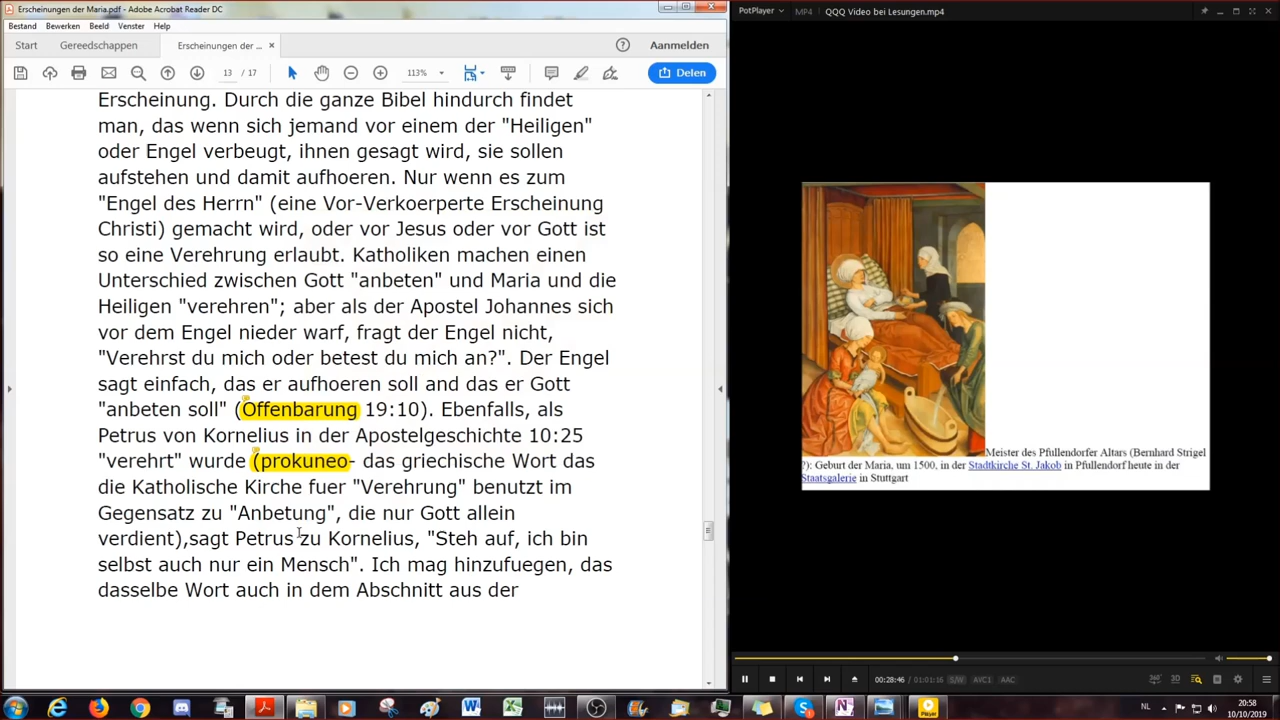 Erscheinungen der Maria.pdf - Adobe Acrobat Reader DC
Bestand Bewerken Beeld Venster Help
Start Gereedschappen Erscheinungen der ... × Aanmelden
13 / 17 113% Delen
Erscheinung. Durch die ganze Bibel hindurch findet
man, das wenn sich jemand vor einem der "Heiligen"
oder Engel verbeugt, ihnen gesagt wird, sie sollen
aufstehen und damit aufhoeren. Nur wenn es zum
"Engel des Herrn" (eine Vor-Verkoerperte Erscheinung
Christi) gemacht wird, oder vor Jesus oder vor Gott ist
so eine Verehrung erlaubt. Katholiken machen einen
Unterschied zwischen Gott "anbeten" und Maria und die
Heiligen "verehren"; aber als der Apostel Johannes sich
vor dem Engel nieder warf, fragt der Engel nicht,
"Verehrst du mich oder betest du mich an?". Der Engel
sagt einfach, das er aufhoeren soll and das er Gott
"anbeten soll" (Offenbarung 19:10). Ebenfalls, als
Petrus von Kornelius in der Apostelgeschichte 10:25
"verehrt" wurde (prokuneo- das griechische Wort das
die Katholische Kirche fuer "Verehrung" benutzt im
Gegensatz zu "Anbetung", die nur Gott allein
verdient),sagt Petrus zu Kornelius, "Steh auf, ich bin
selbst auch nur ein Mensch". Ich mag hinzufuegen, das
dasselbe Wort auch in dem Abschnitt aus der
PotPlayer MP4 QQQ Video bei Lesungen.mp4
Meister des Pfullendorfer Altars (Bernhard Strigel
?): Geburt der Maria, um 1500, in der Stadtkirche St. Jakob in Pfullendorf heute in der
Staatsgalerie in Stuttgart
00:28:46 / 01:01:16 S/W AVC1 AAC
360° 3D
NL 20:58
10/10/2019